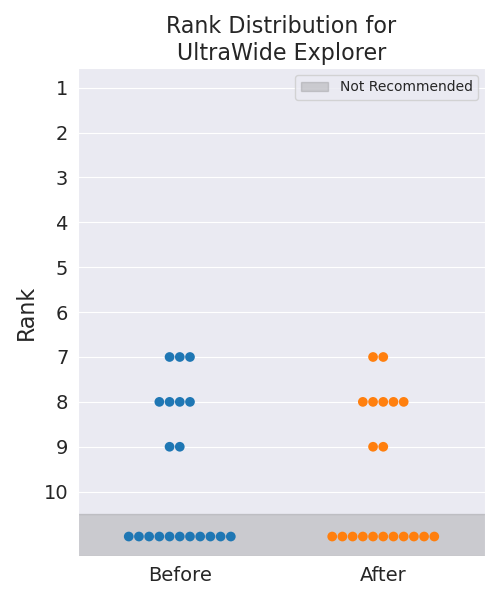 Rank Distribution for
UltraWide Explorer
Not Recommended
1
2
3
4
5
6
7
8
9
10
Rank
Before After